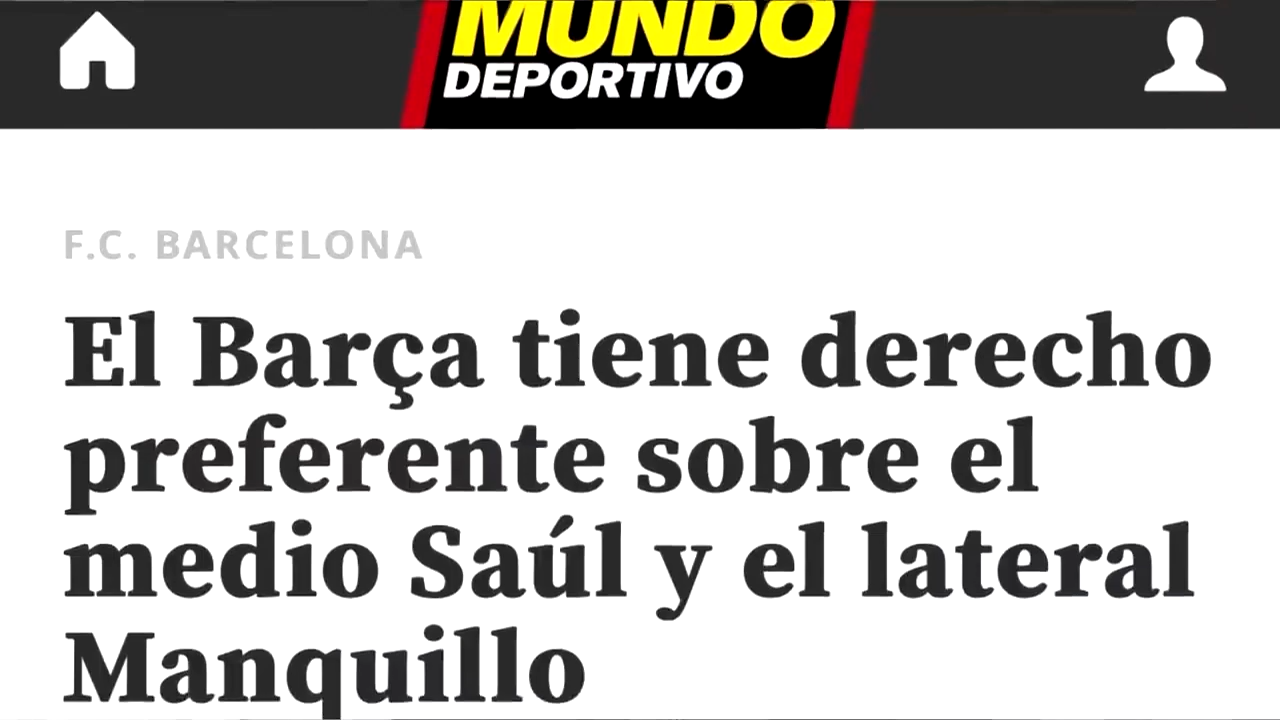 MUNDO
DEPORTIVO
F.C. BARCELONA
El Barça tiene derecho
preferente sobre el
medio Saúl y el lateral
Manquillo